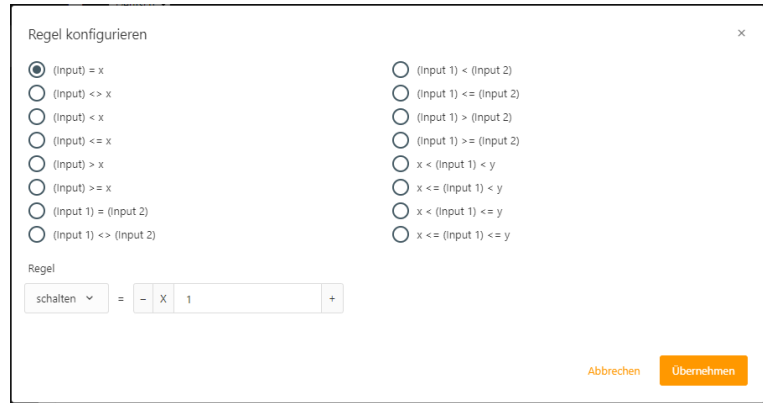 Regel konfigurieren
×
(Input) = x
(Input) <> x
(Input) < x
(Input) <= x
(Input) > x
(Input) >= x
(Input 1) = (Input 2)
(Input 1) <> (Input 2)
(Input 1) < (Input 2)
(Input 1) <= (Input 2)
(Input 1) > (Input 2)
(Input 1) >= (Input 2)
x < (Input 1) < y
x <= (Input 1) < y
x < (Input 1) <= y
x <= (Input 1) <= y
Regel
schalten = − X 1 +
Abbrechen Übernehmen